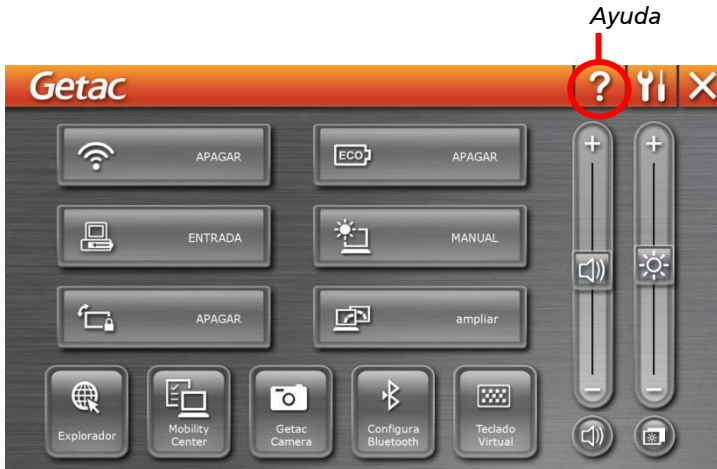 Ayuda
Getac
?
APAGAR
ECO
APAGAR
ENTRADA
MANUAL
APAGAR
ampliar
Explorador
Mobility
Center
Getac
Camera
Configura
Bluetooth
Teclado
Virtual